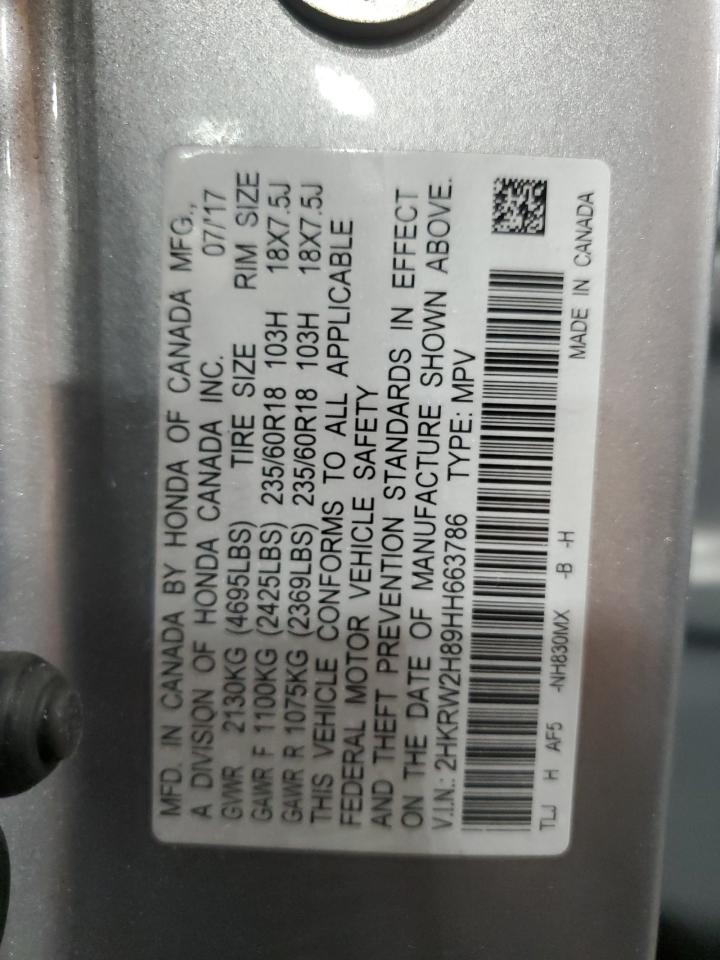 MFD. IN CANADA BY HONDA OF CANADA MFG.,
A DIVISION OF HONDA CANADA INC. 07/17
GVWR 2130KG (4695LBS) TIRE SIZE RIM SIZE
GAWR F 1100KG (2425LBS) 235/60R18 103H 18X7.5J
GAWR R 1075KG (2369LBS) 235/60R18 103H 18X7.5J
THIS VEHICLE CONFORMS TO ALL APPLICABLE
FEDERAL MOTOR VEHICLE SAFETY
AND THEFT PREVENTION STANDARDS IN EFFECT
ON THE DATE OF MANUFACTURE SHOWN ABOVE.
V.I.N.: 2HKRW2H89HH663786 TYPE: MPV
TLJ H AF5 -NH830MX -B -H
MADE IN CANADA